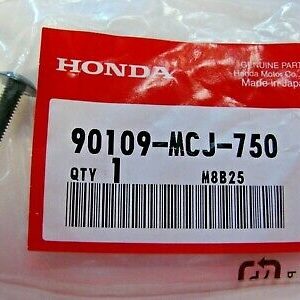 GENUINE PARTS
Honda Motor Co.,
Made in Japan
HONDA
90109-MCJ-750
QTY 1 M8B25